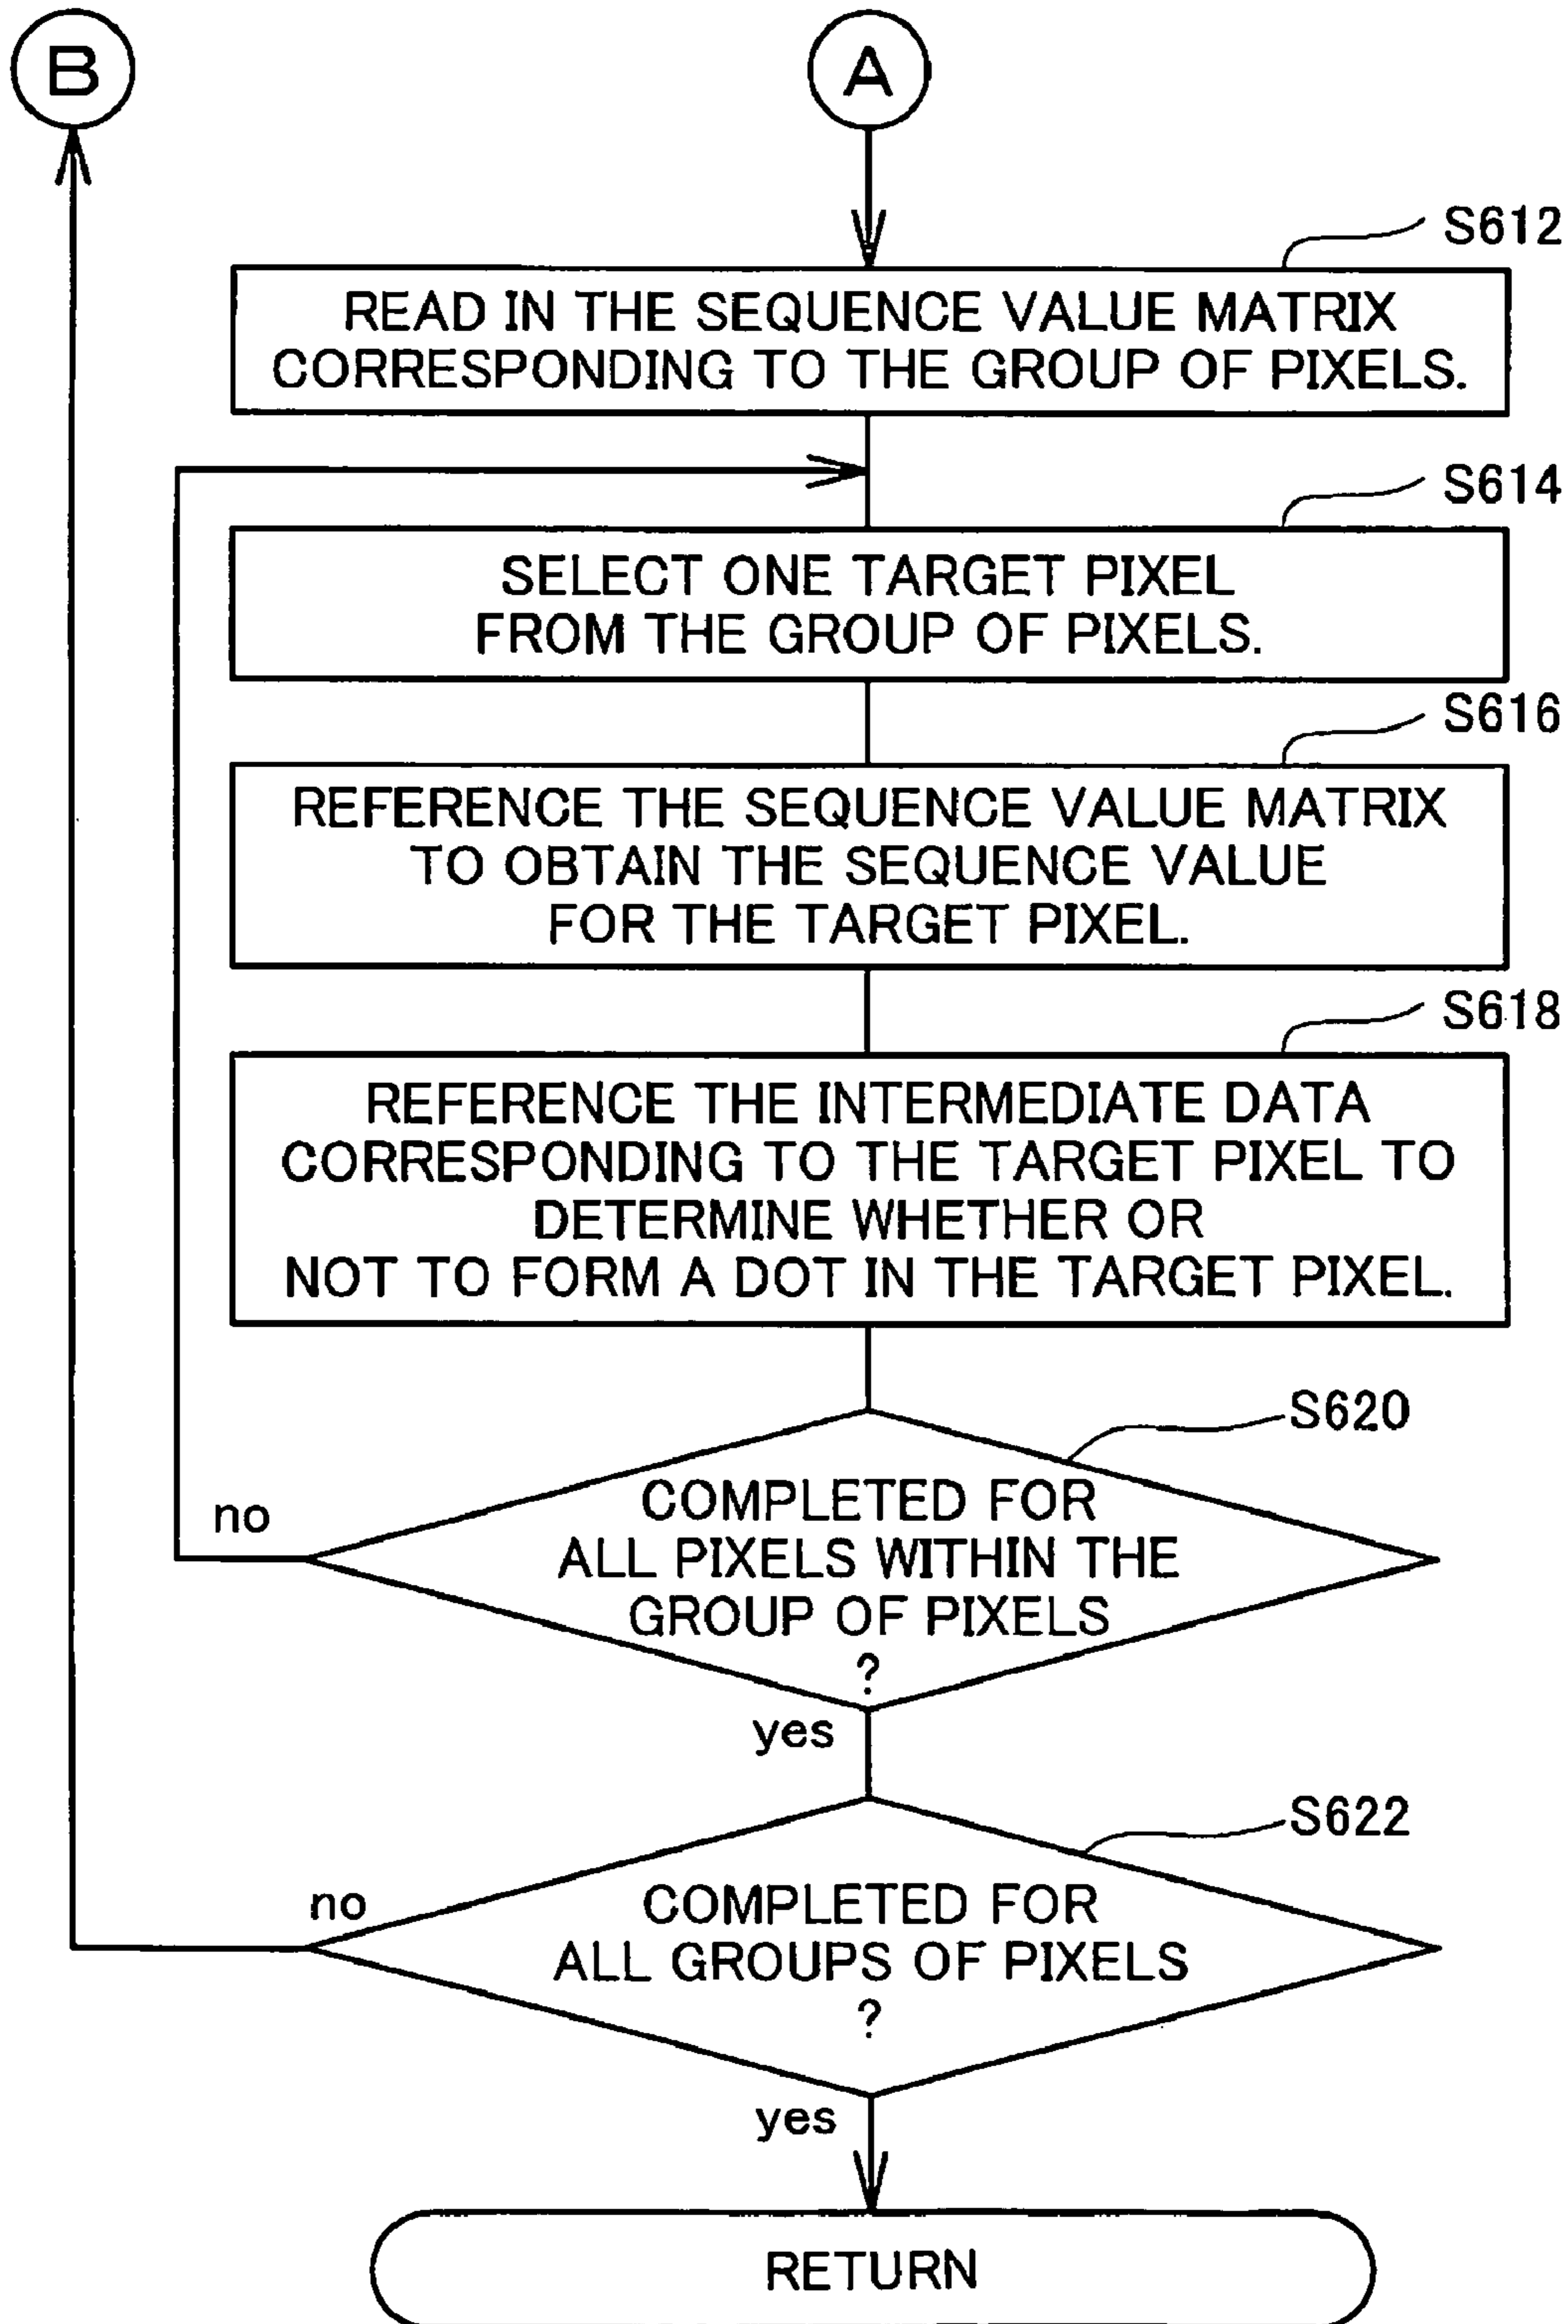 B
A
S612
READ IN THE SEQUENCE VALUE MATRIX
CORRESPONDING TO THE GROUP OF PIXELS.
S614
SELECT ONE TARGET PIXEL
FROM THE GROUP OF PIXELS.
S616
REFERENCE THE SEQUENCE VALUE MATRIX
TO OBTAIN THE SEQUENCE VALUE
FOR THE TARGET PIXEL.
S618
REFERENCE THE INTERMEDIATE DATA
CORRESPONDING TO THE TARGET PIXEL TO
DETERMINE WHETHER OR
NOT TO FORM A DOT IN THE TARGET PIXEL.
S620
no
COMPLETED FOR
ALL PIXELS WITHIN THE
GROUP OF PIXELS
?
yes
S622
no
COMPLETED FOR
ALL GROUPS OF PIXELS
?
yes
RETURN